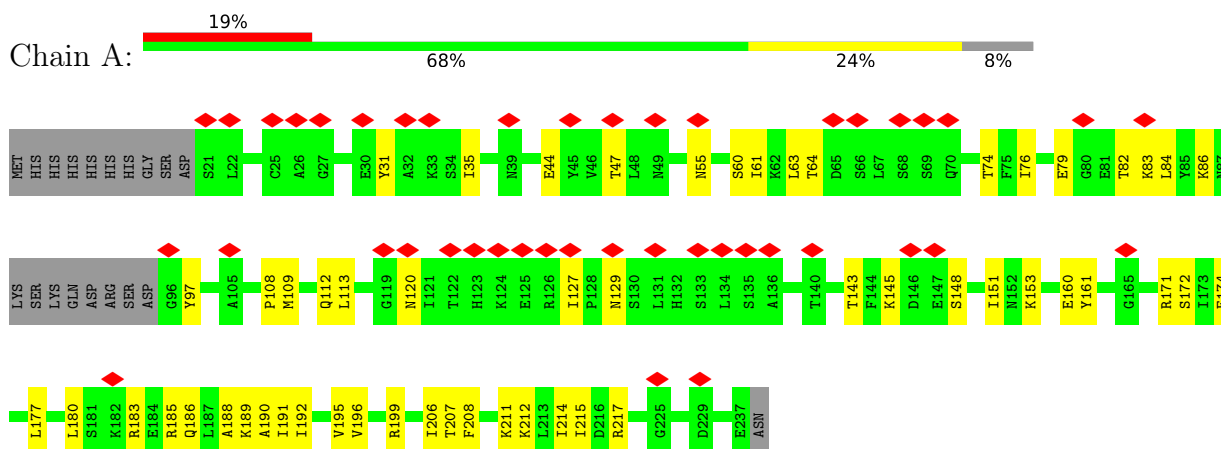 19%
Chain A:
68% 24% 8%
MET HIS HIS HIS HIS HIS HIS GLY SER ASP S21 L22 C25 A26 G27 E30 Y31 A32 K33 S34 I35 N39 E44 Y45 V46 T47 L48 N49 N55 S60 I61 K62 L63 T64 D65 S66 L67 S68 S69 Q70 T74 F75 I76 E79 G80 E81 T82 K83 L84 Y85 K86
LYS SER LYS GLN ASP ARG SER ASP G96 Y97 A105 P108 M109 Q112 L113 G119 N120 I121 T122 H123 K124 E125 R126 I127 P128 N129 S130 L131 H132 S133 L134 S135 A136 T140 T143 F144 K145 D146 E147 S148 I151 N152 K153 E160 Y161 G165 R171 S172 I173
L177 L180 S181 K182 R183 E184 R185 Q186 L187 A188 K189 A190 I191 I192 V195 V196 R199 I206 T207 F208 K211 K212 L213 I214 I215 D216 R217 G225 D229 E237 ASN